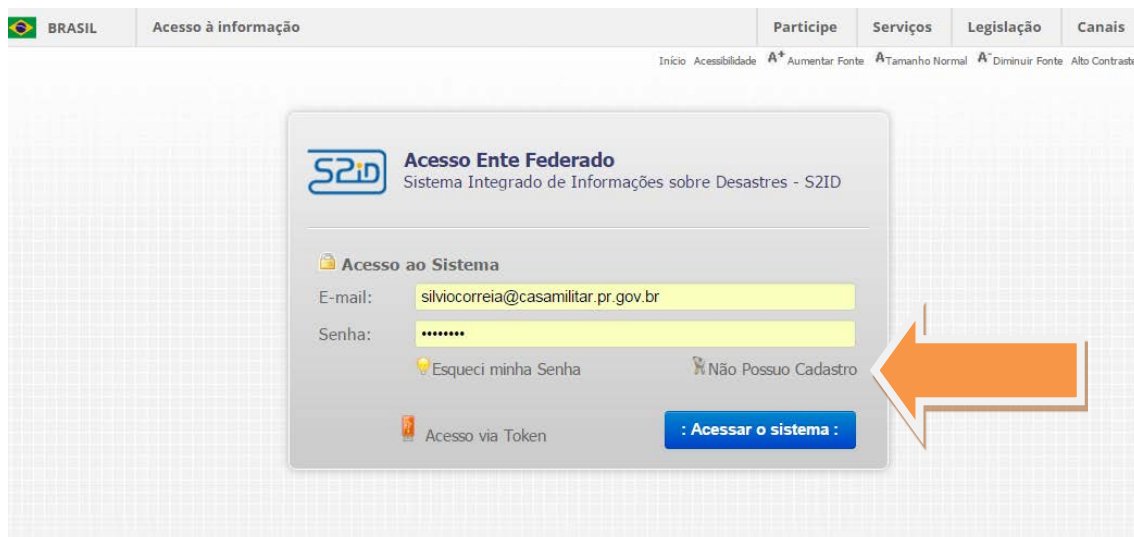 BRASIL Acesso à informação Participe Serviços Legislação Canais
Início Acessibilidade A+ Aumentar Fonte A Tamanho Normal A- Diminuir Fonte Alto Contraste
S2iD
Acesso Ente Federado
Sistema Integrado de Informações sobre Desastres - S2ID
Acesso ao Sistema
E-mail: silviocorreia@casamilitar.pr.gov.br
Senha: ••••••••
Esqueci minha Senha Não Possuo Cadastro
Acesso via Token : Acessar o sistema :